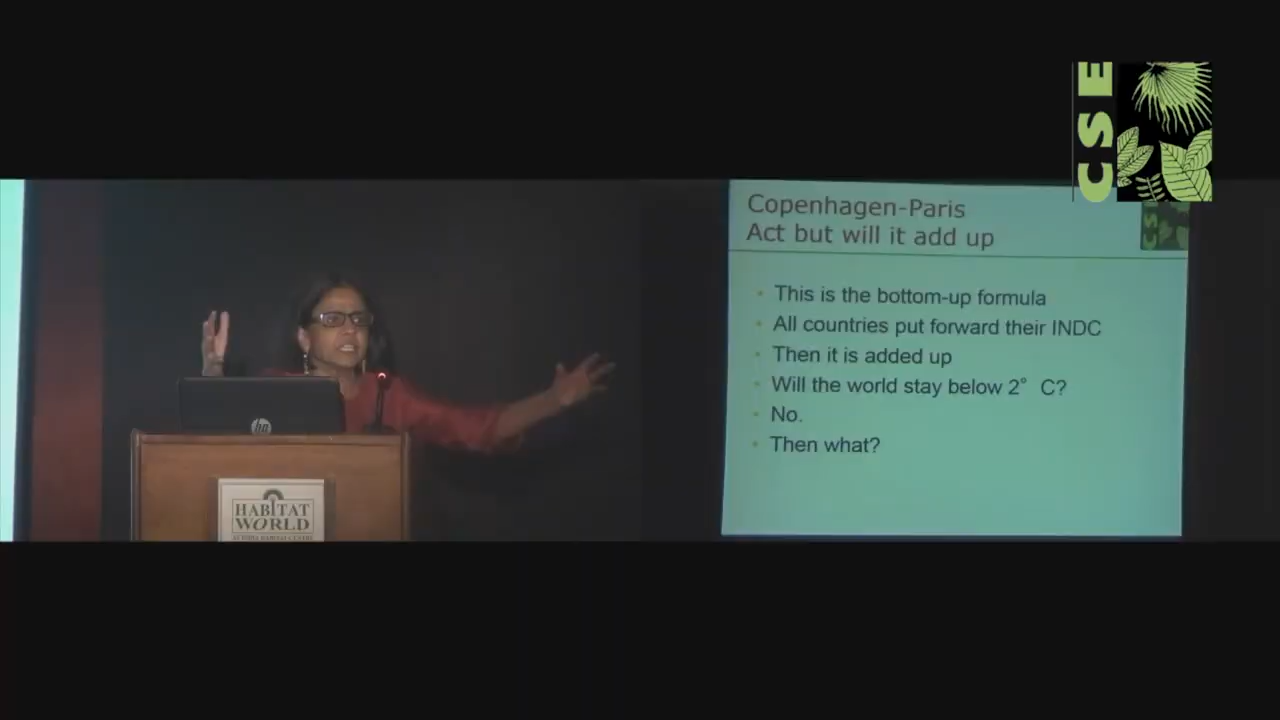 CSE
Copenhagen-Paris
Act but will it add up
This is the bottom-up formula
All countries put forward their INDC
Then it is added up
Will the world stay below 2° C?
No.
Then what?
hp
HABITAT
WORLD